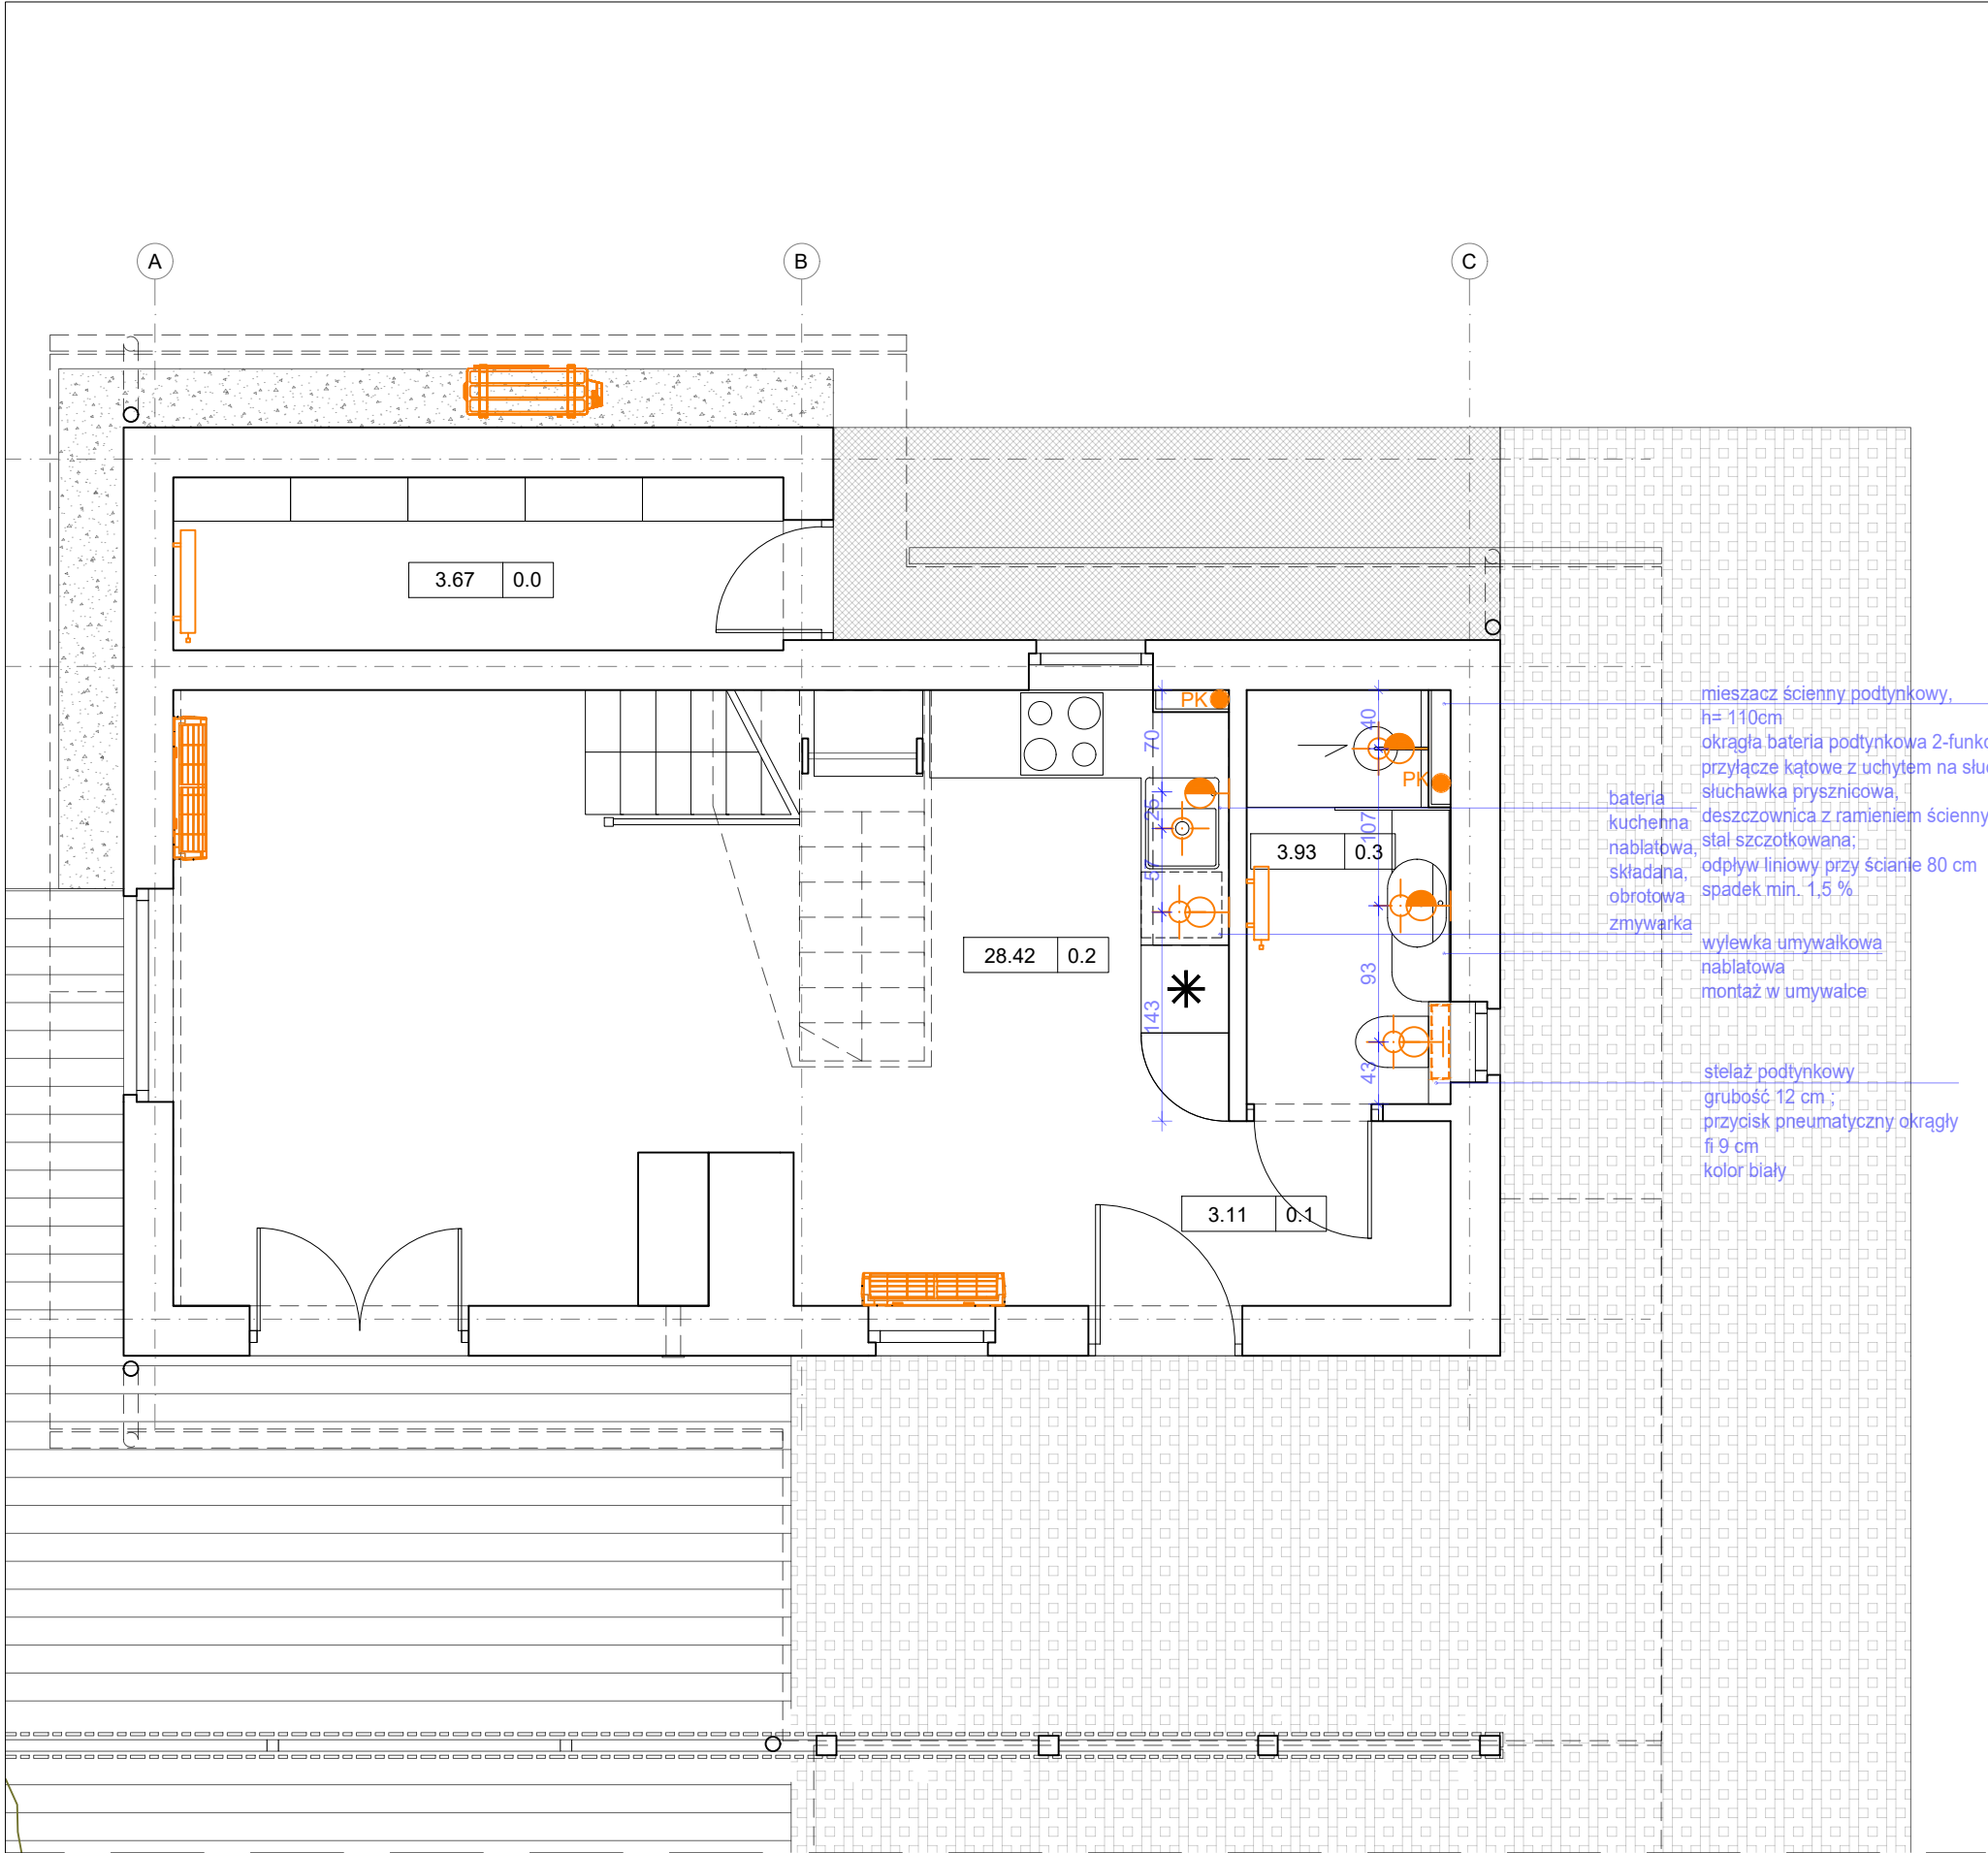 A
B
C
3.67 0.0
PK
70
40
mieszacz ścienny podtynkowy,
h= 110cm
okrągła bateria podtynkowa 2-funkc
przyłącze kątowe z uchytem na słuc
słuchawka prysznicowa,
deszczownica z ramieniem ścienny
stal szczotkowana;
odpływ liniowy przy ścianie 80 cm
spadek min. 1,5 %
PK
bateria
kuchenna
nablatowa,
składana,
obrotowa
zmywarka
25
107
3.93 0.3
57
28.42 0.2
93
wylewka umywalkowa
nablatowa
montaż w umywalce
143
43
stelaż podtynkowy
grubość 12 cm ;
przycisk pneumatyczny okrągły
fi 9 cm
kolor biały
3.11 0.1